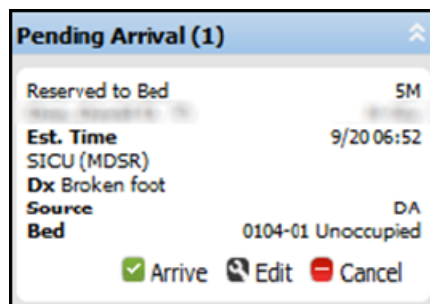 Pending Arrival (1)
Reserved to Bed 5M
Est. Time 9/20 06:52
SICU (MDSR)
Dx Broken foot
Source DA
Bed 0104-01 Unoccupied
Arrive Edit Cancel